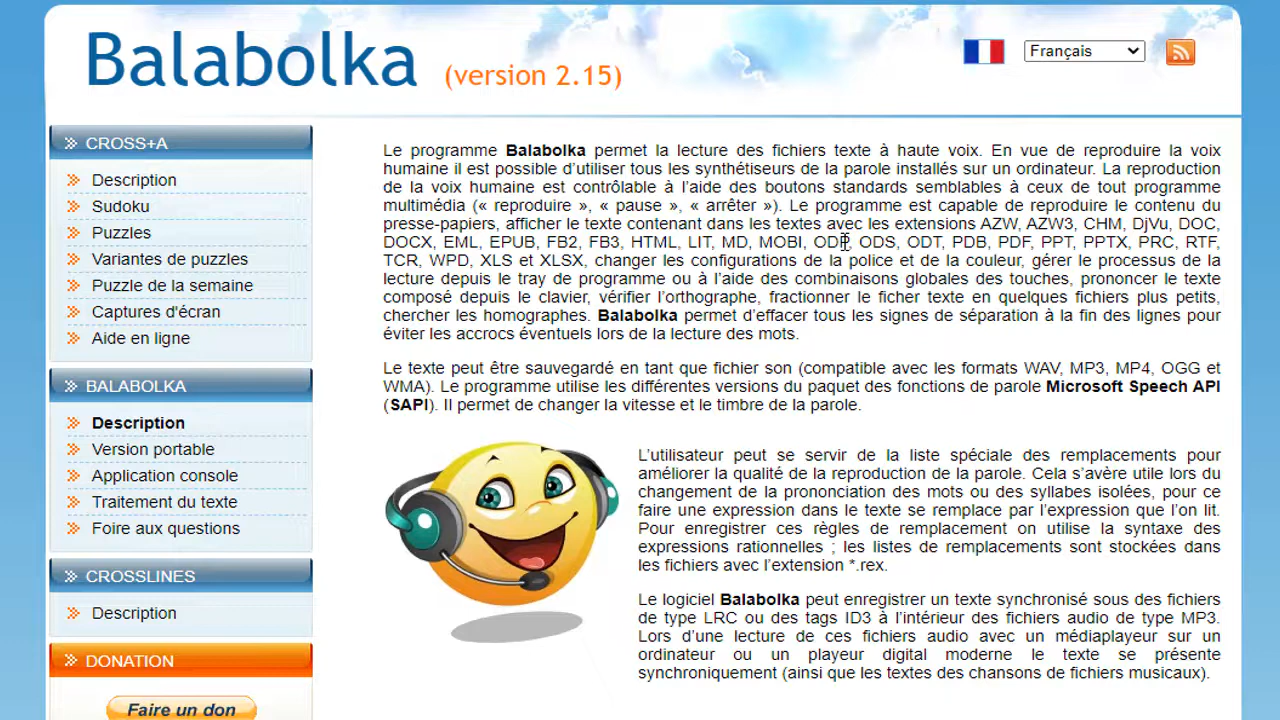 Balabolka (version 2.15)
Français
CROSS+A
Description
Sudoku
Puzzles
Variantes de puzzles
Puzzle de la semaine
Captures d'écran
Aide en ligne
BALABOLKA
Description
Version portable
Application console
Traitement du texte
Foire aux questions
CROSSLINES
Description
DONATION
Faire un don
Le programme Balabolka permet la lecture des fichiers texte à haute voix. En vue de reproduire la voix
humaine il est possible d’utiliser tous les synthétiseurs de la parole installés sur un ordinateur. La reproduction
de la voix humaine est contrôlable à l’aide des boutons standards semblables à ceux de tout programme
multimédia (« reproduire », « pause », « arrêter »). Le programme est capable de reproduire le contenu du
presse-papiers, afficher le texte contenant dans les textes avec les extensions AZW, AZW3, CHM, DjVu, DOC,
DOCX, EML, EPUB, FB2, FB3, HTML, LIT, MD, MOBI, ODP, ODS, ODT, PDB, PDF, PPT, PPTX, PRC, RTF,
TCR, WPD, XLS et XLSX, changer les configurations de la police et de la couleur, gérer le processus de la
lecture depuis le tray de programme ou à l’aide des combinaisons globales des touches, prononcer le texte
composé depuis le clavier, vérifier l’orthographe, fractionner le ficher texte en quelques fichiers plus petits,
chercher les homographes. Balabolka permet d’effacer tous les signes de séparation à la fin des lignes pour
éviter les accrocs éventuels lors de la lecture des mots.
Le texte peut être sauvegardé en tant que fichier son (compatible avec les formats WAV, MP3, MP4, OGG et
WMA). Le programme utilise les différentes versions du paquet des fonctions de parole Microsoft Speech API
(SAPI). Il permet de changer la vitesse et le timbre de la parole.
L’utilisateur peut se servir de la liste spéciale des remplacements pour
améliorer la qualité de la reproduction de la parole. Cela s’avère utile lors du
changement de la prononciation des mots ou des syllabes isolées, pour ce
faire une expression dans le texte se remplace par l’expression que l’on lit.
Pour enregistrer ces règles de remplacement on utilise la syntaxe des
expressions rationnelles ; les listes de remplacements sont stockées dans
les fichiers avec l’extension *.rex.
Le logiciel Balabolka peut enregistrer un texte synchronisé sous des fichiers
de type LRC ou des tags ID3 à l’intérieur des fichiers audio de type MP3.
Lors d’une lecture de ces fichiers audio avec un médiaplayeur sur un
ordinateur ou un playeur digital moderne le texte se présente
synchroniquement (ainsi que les textes des chansons de fichiers musicaux).